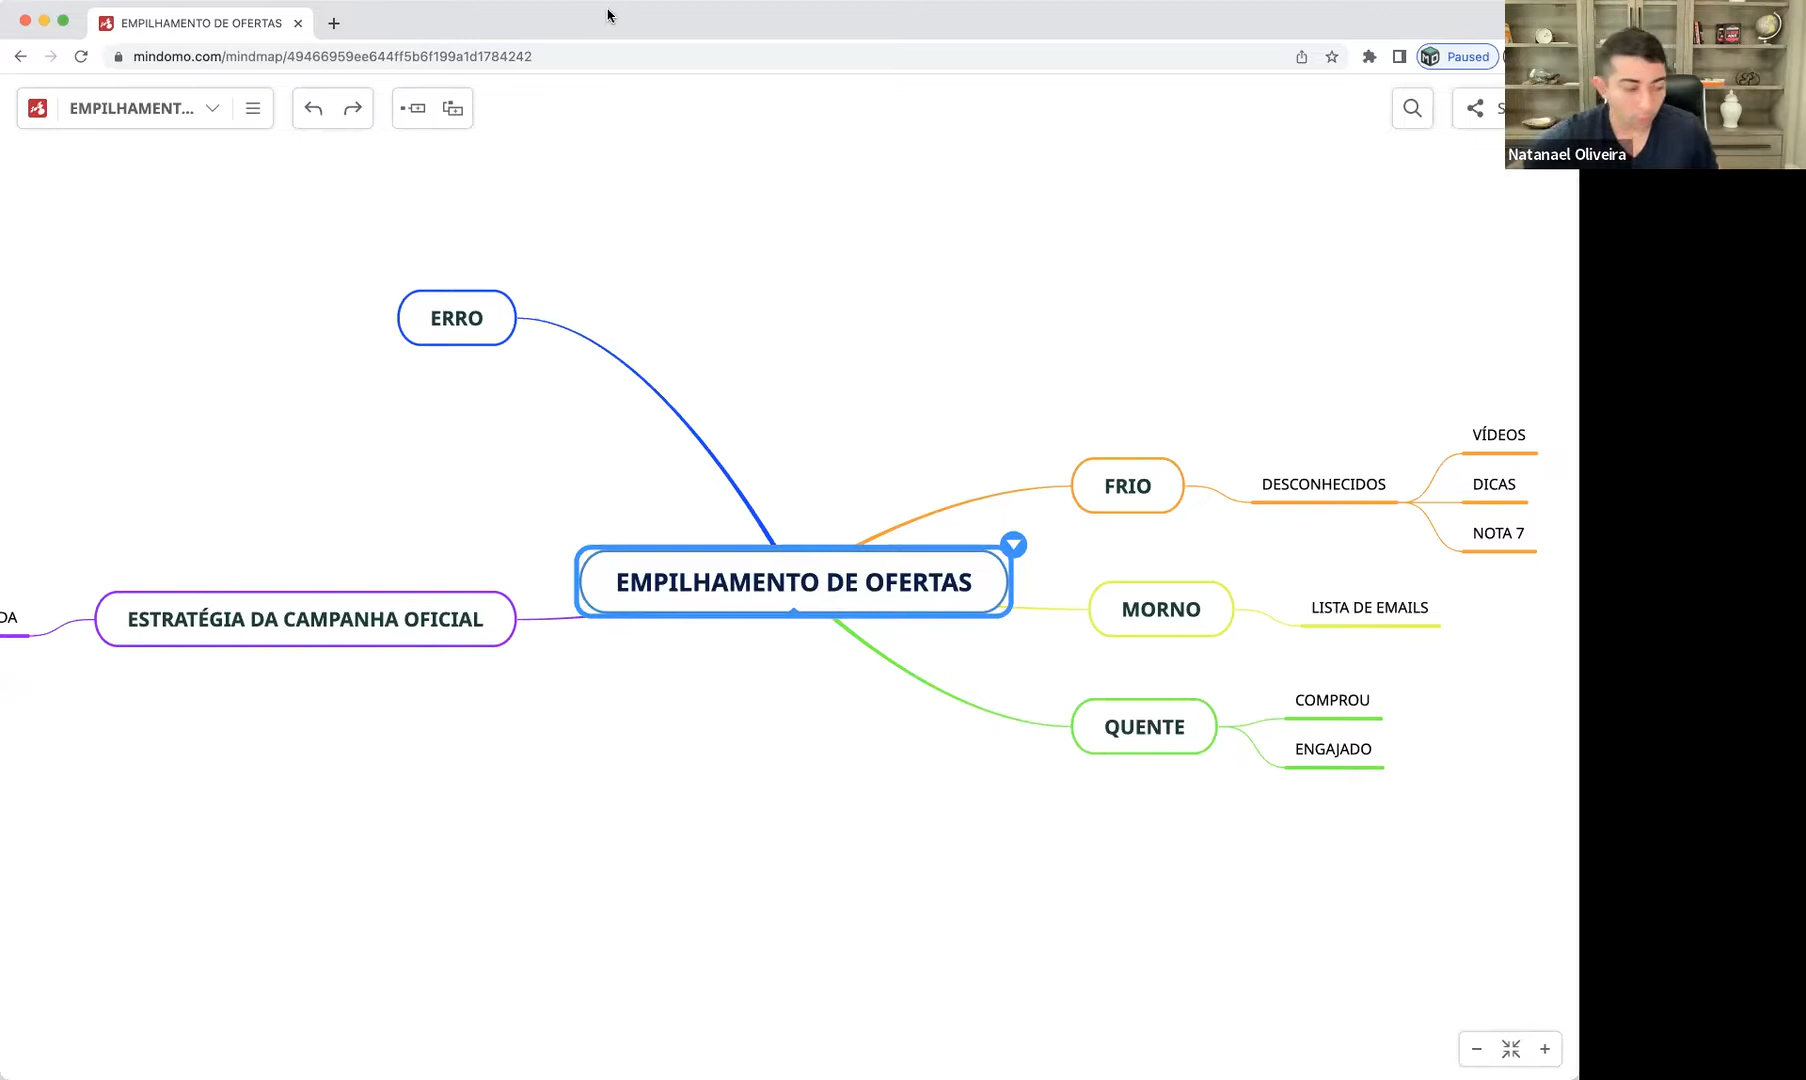 EMPILHAMENTO DE OFERTAS
mindomo.com/mindmap/49466959ee644ff5b6f199a1d1784242
Paused
EMPILHAMENT...
S
Natanael Oliveira
ERRO
VÍDEOS
FRIO
DESCONHECIDOS
DICAS
NOTA 7
EMPILHAMENTO DE OFERTAS
DA
ESTRATÉGIA DA CAMPANHA OFICIAL
MORNO
LISTA DE EMAILS
QUENTE
COMPROU
ENGAJADO